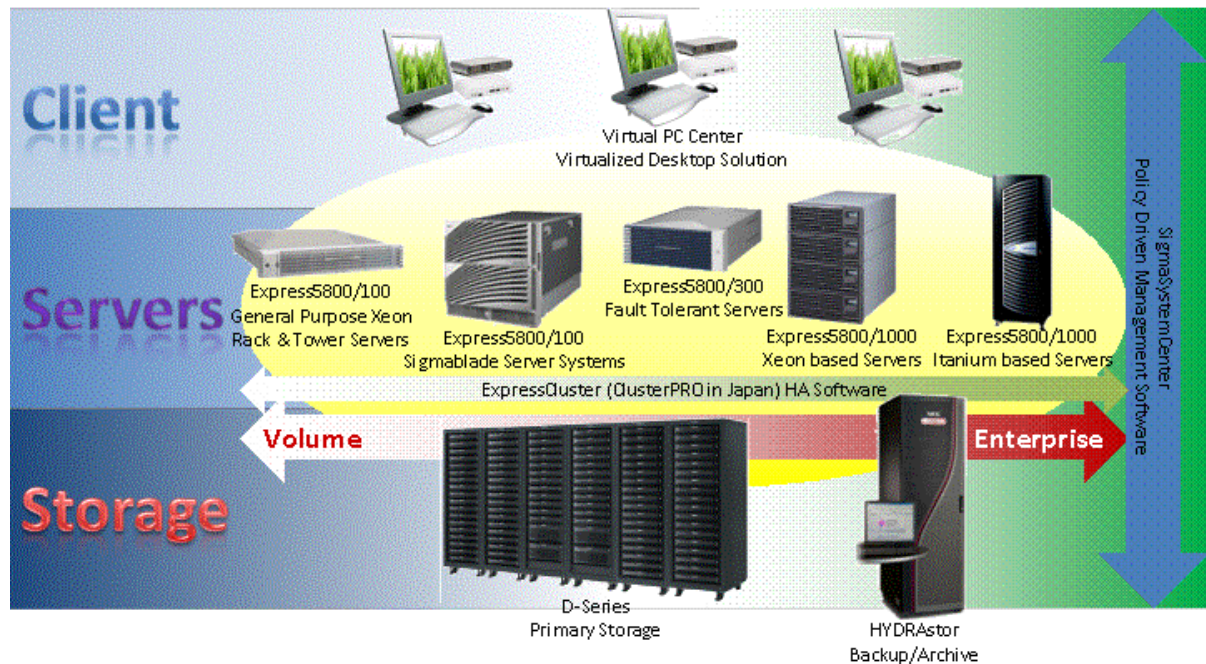 Client
Virtual PC Center
Virtualized Desktop Solution
Servers
Express5800/100
General Purpose Xeon
Rack & Tower Servers
Express5800/100
Sigmablade Server Systems
Express5800/300
Fault Tolerant Servers
Express5800/1000
Xeon based Servers
Express5800/1000
Itanium based Servers
ExpressCluster (ClusterPRO in Japan) HA Software
Volume
Enterprise
Storage
D-Series
Primary Storage
HYDRAstor
Backup/Archive
SigmaSystemCenter
Policy Driven Management Software